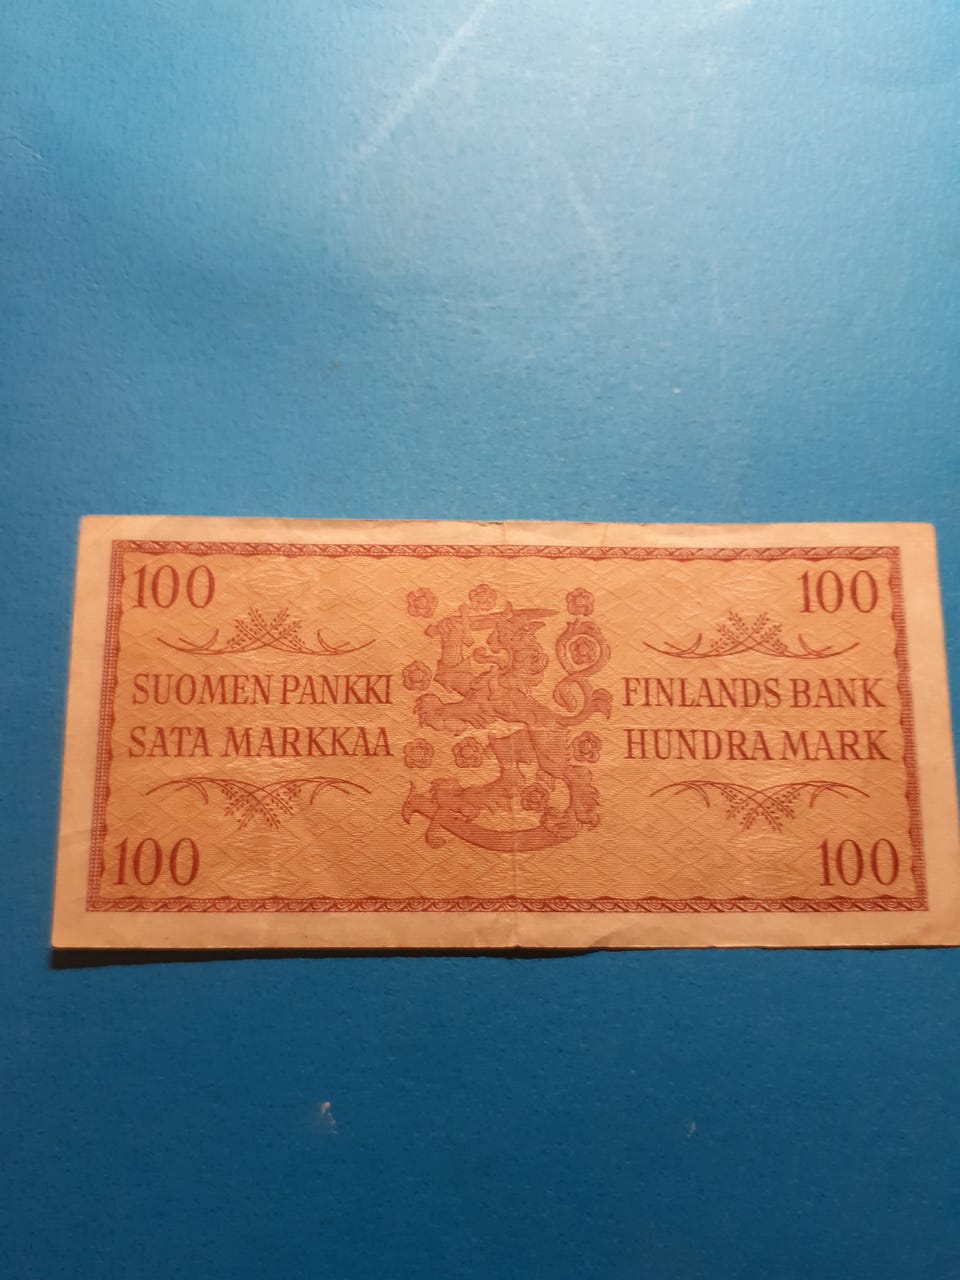 100 100
SUOMEN PANKKI FINLANDS BANK
SATA MARKKAA HUNDRA MARK
100 100